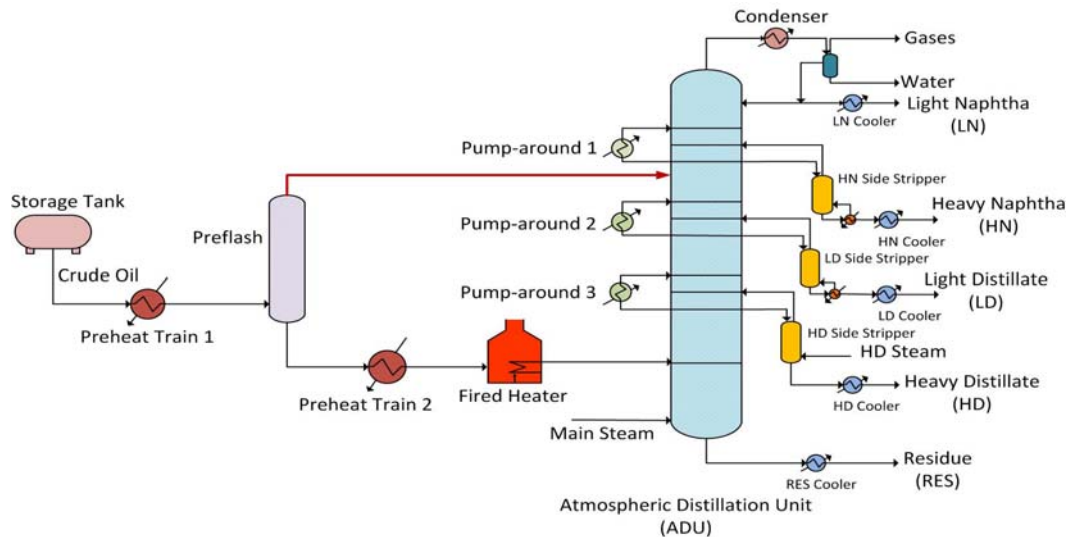 Condenser
Gases
Water
Light Naphtha
(LN)
LN Cooler
Pump-around 1
HN Side Stripper
Heavy Naphtha
(HN)
HN Cooler
Storage Tank
Preflash
Pump-around 2
LD Side Stripper
Crude Oil
Light Distillate
(LD)
LD Cooler
Pump-around 3
Preheat Train 1
HD Side Stripper
HD Steam
Preheat Train 2
Fired Heater
Heavy Distillate
(HD)
HD Cooler
Main Steam
Residue
(RES)
RES Cooler
Atmospheric Distillation Unit
(ADU)